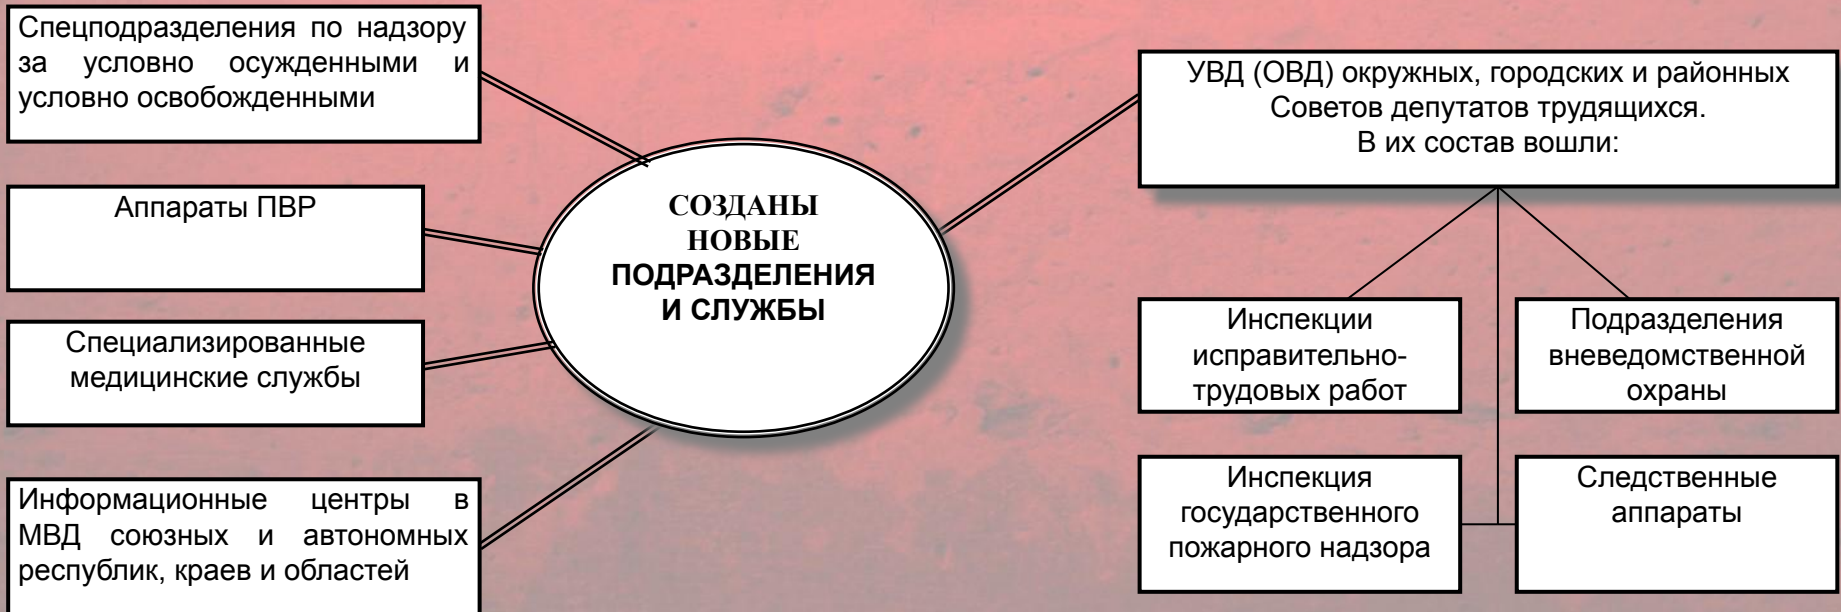 Спецподразделения по надзору
за условно осужденными и
условно освобожденными
Аппараты ПВР
Специализированные
медицинские службы
Информационные центры в
МВД союзных и автономных
республик, краев и областей
СОЗДАНЫ
НОВЫЕ
ПОДРАЗДЕЛЕНИЯ
И СЛУЖБЫ
УВД (ОВД) окружных, городских и районных
Советов депутатов трудящихся.
В их состав вошли:
Инспекции
исправительно-
трудовых работ
Подразделения
вневедомственной
охраны
Инспекция
государственного
пожарного надзора
Следственные
аппараты